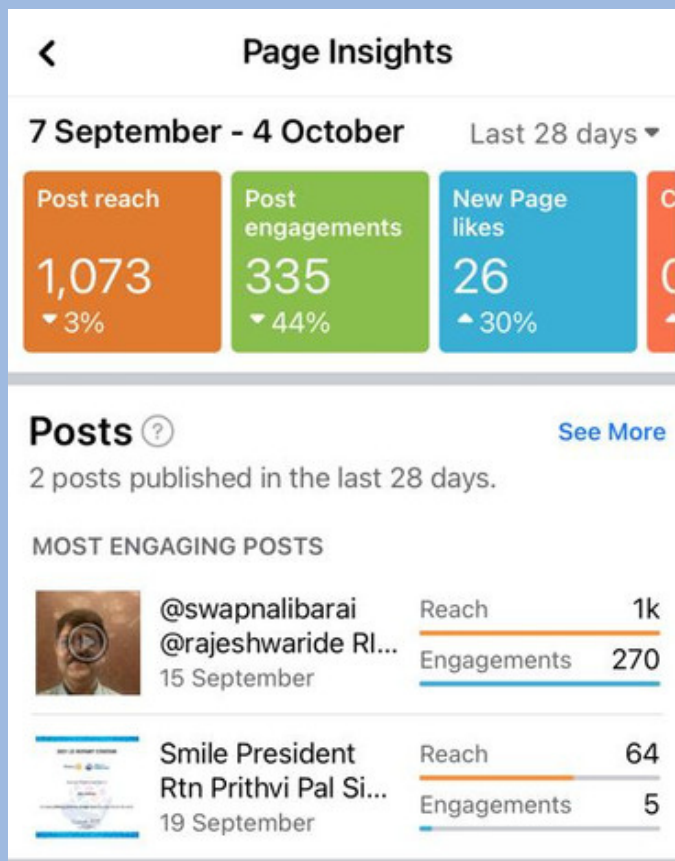 Page Insights
7 September - 4 October
Last 28 days
Post reach
1,073
3%
Post
engagements
335
44%
New Page
likes
26
30%
C
0
Posts ?
See More
2 posts published in the last 28 days.
MOST ENGAGING POSTS
@swapnalibarai
@rajeshwaride RI...
15 September
Reach 1k
Engagements 270
Smile President
Rtn Prithvi Pal Si...
19 September
Reach 64
Engagements 5